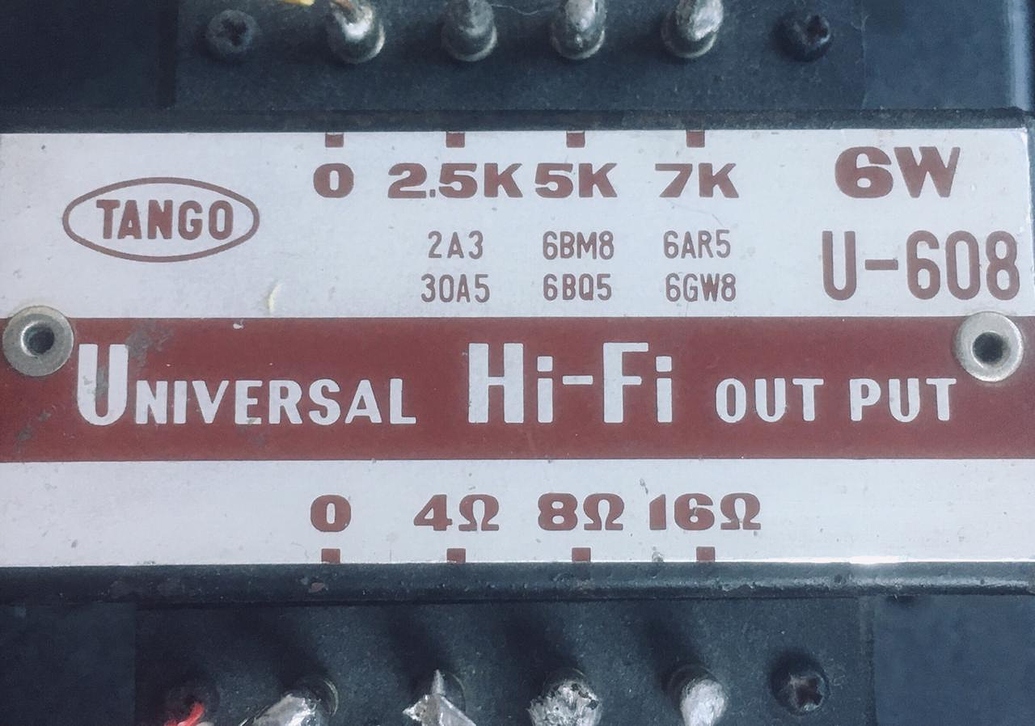 TANGO
0 2.5K 5K 7K 6W
2A3 6BM8 6AR5
30A5 6BQ5 6GW8
U-608
UNIVERSAL Hi-Fi OUT PUT
0 4Ω 8Ω 16Ω